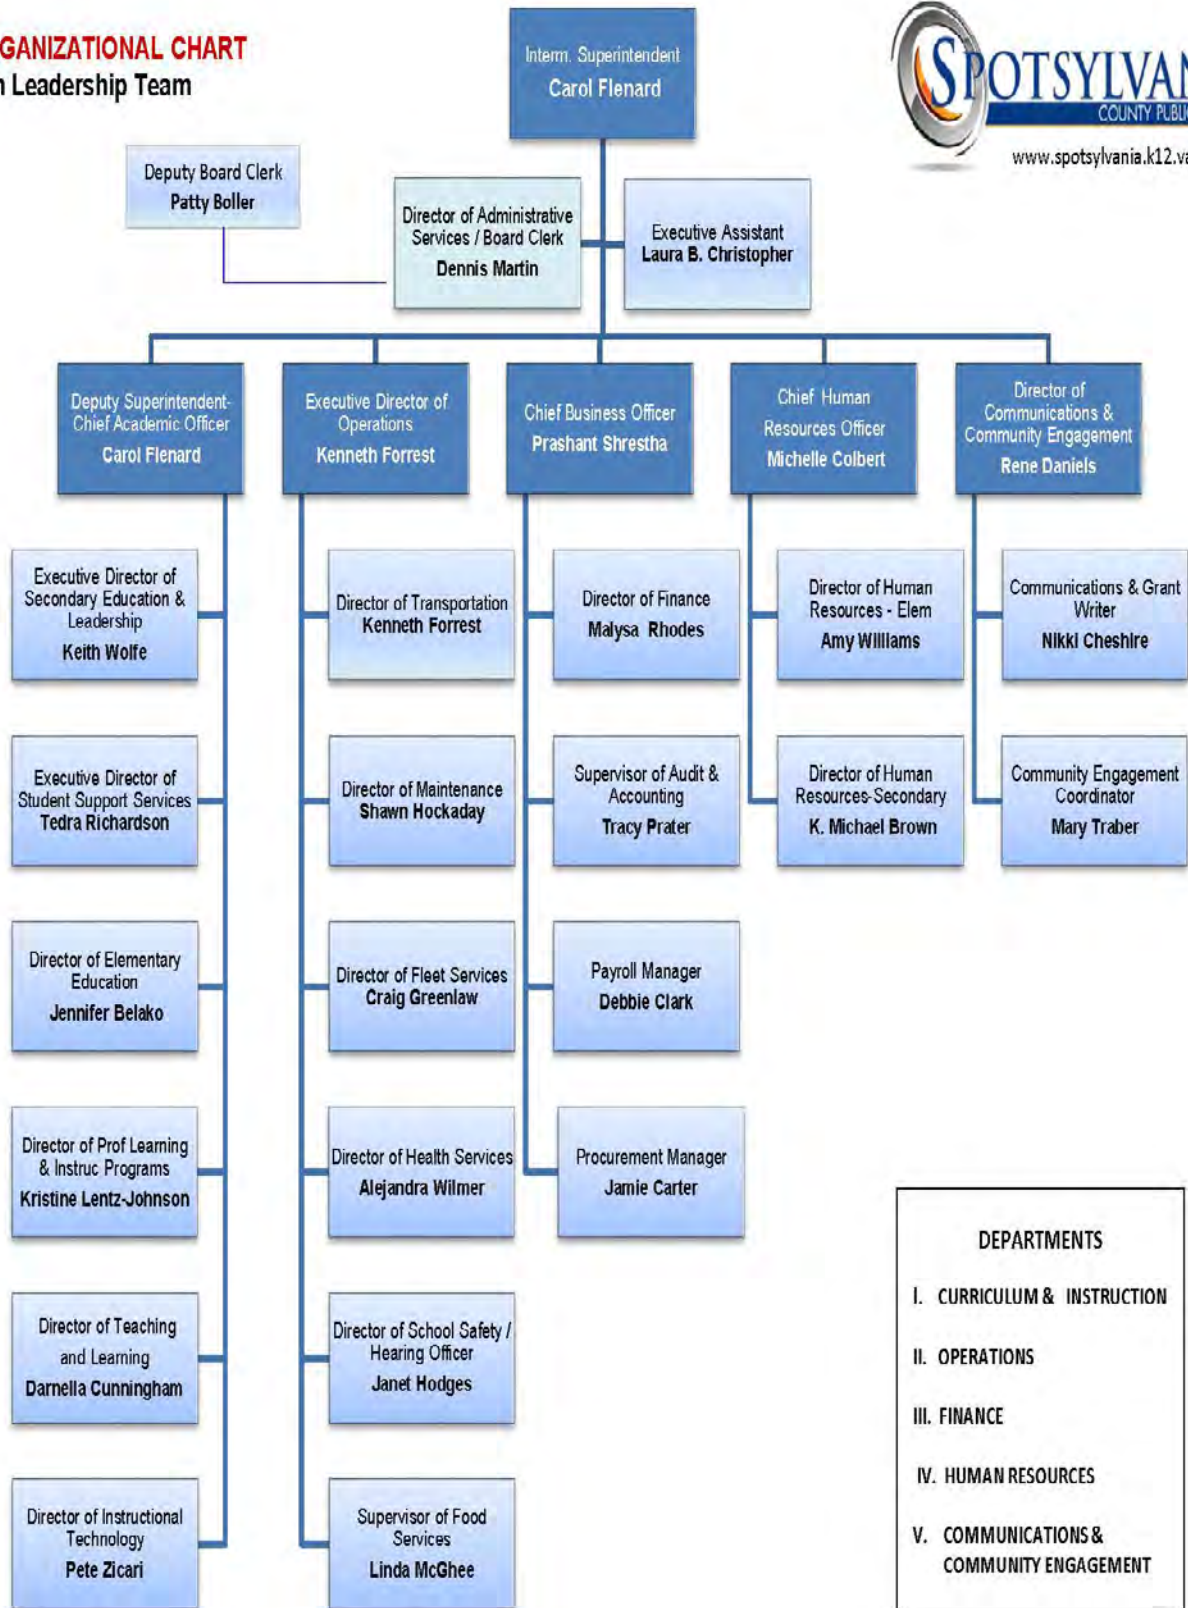 GANIZATIONAL CHART
n Leadership Team
Interm. Superintendent
Carol Flenard
SPOTSYLVAN
COUNTY PUBLIC
www.spotsylvania.k12.va
Deputy Board Clerk
Patty Boller
Director of Administrative
Services / Board Clerk
Dennis Martin
Executive Assistant
Laura B. Christopher
Deputy Superintendent-
Chief Academic Officer
Carol Flenard
Executive Director of
Operations
Kenneth Forrest
Chief Business Officer
Prashant Shrestha
Chief Human
Resources Officer
Michelle Colbert
Director of
Communications &
Community Engagement
Rene Daniels
Executive Director of
Secondary Education &
Leadership
Keith Wolfe
Director of Transportation
Kenneth Forrest
Director of Finance
Malysa Rhodes
Director of Human
Resources - Elem
Amy Williams
Communications & Grant
Writer
Nikki Cheshire
Executive Director of
Student Support Services
Tedra Richardson
Director of Maintenance
Shawn Hockaday
Supervisor of Audit &
Accounting
Tracy Prater
Director of Human
Resources-Secondary
K. Michael Brown
Community Engagement
Coordinator
Mary Traber
Director of Elementary
Education
Jennifer Belako
Director of Fleet Services
Craig Greenlaw
Payroll Manager
Debbie Clark
Director of Prof Learning
& Instruc Programs
Kristine Lentz-Johnson
Director of Health Services
Alejandra Wilmer
Procurement Manager
Jamie Carter
Director of Teaching
and Learning
Darnella Cunningham
Director of School Safety /
Hearing Officer
Janet Hodges
Director of Instructional
Technology
Pete Zicari
Supervisor of Food
Services
Linda McGhee
DEPARTMENTS
I. CURRICULUM & INSTRUCTION
II. OPERATIONS
III. FINANCE
IV. HUMAN RESOURCES
V. COMMUNICATIONS &
COMMUNITY ENGAGEMENT